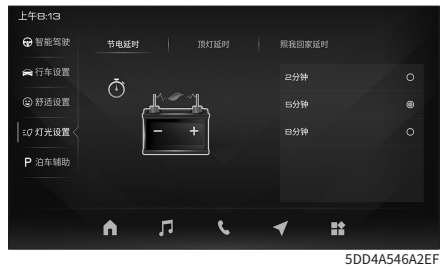 上午8:13
智能驾驶
节电延时
顶灯延时
照我回家延时
行车设置
2分钟
舒适设置
5分钟
灯光设置
8分钟
P 泊车辅助
5DD4A546A2EF